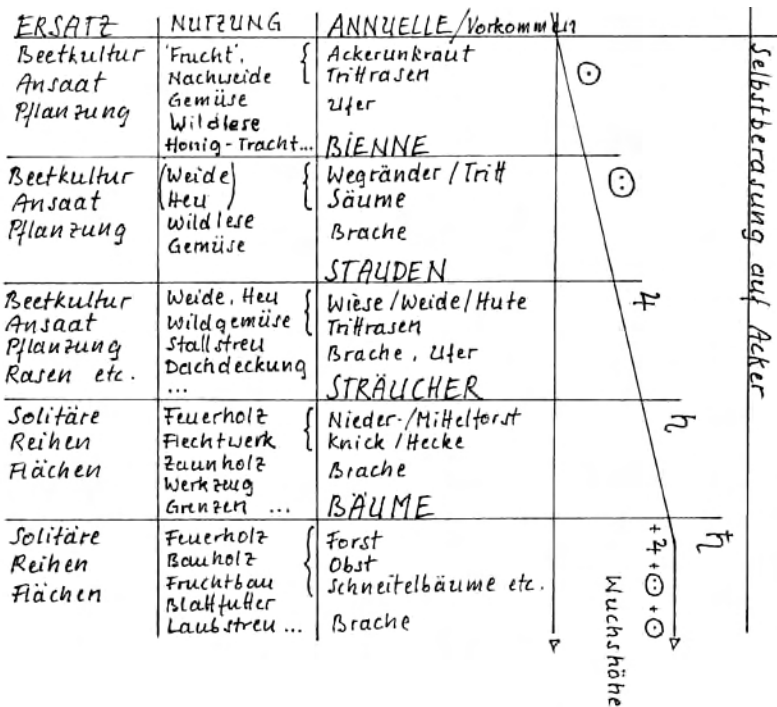 ERSATZ NUTZUNG ANNUELLE/Vorkommen
Beetkultur 'Frucht', { Ackerunkraut
Ansaat Nachweide Trittrasen ⊙
Pflanzung Gemüse Ufer
Wildlese
Honig-Tracht... BIENNE
Beetkultur (Weide) { Wegränder / Tritt
Ansaat (Heu) Säume
Pflanzung Wildlese Brache
Gemüse
STAUDEN
Beetkultur Weide, Heu { Wiese/Weide/Hute ♃
Ansaat Wildgemüse Trittrasen
Pflanzung Stallstreu Brache, Ufer
Rasen etc. Dachdeckung
... STRÄUCHER
Solitäre Feuerholz { Nieder-/Mittelforst
Reihen Flechtwerk Knick/Hecke
Flächen Zaunholz Brache
Werkzeug
Grenzen ... BÄUME
Solitäre Feuerholz { Forst
Reihen Bauholz Obst
Flächen Fruchtbau Schneitelbäume etc.
Blattfutter
Laubstreu ... Brache
Selbstberasung auf Acker
Wuchshöhe